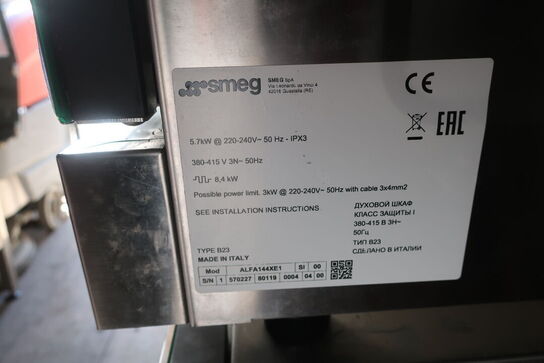 smeg
SMEG SpA
Via Leonardo da Vinci 4
42016 Guastalla (RE)
CE
EAC
5.7kW @ 220-240V~ 50 Hz - IPX3
380-415 V 3N~ 50Hz
8,4 kW
Possible power limit. 3kW @ 220-240V~ 50Hz with cable 3x4mm2
SEE INSTALLATION INSTRUCTIONS
ДУХОВОЙ ШКАФ
КЛАСС ЗАЩИТЫ I
380-415 В 3H~
50Гц
ТИП B23
СДЕЛАНО В ИТАЛИИ
TYPE B23
MADE IN ITALY
Mod ALFA144XE1 SI 00
S/N 1 570227 80119 0004 04 00